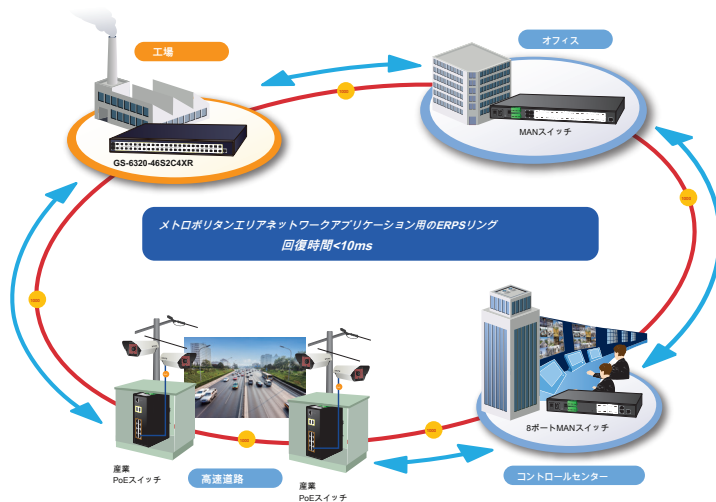 工場
オフィス
GS-6320-46S2C4XR
MANスイッチ
メトロポリタンエリアネットワークアプリケーション用のERPSリング
回復時間<10ms
8ポートMANスイッチ
産業
PoEスイッチ
高速道路
産業
PoEスイッチ
コントロールセンター